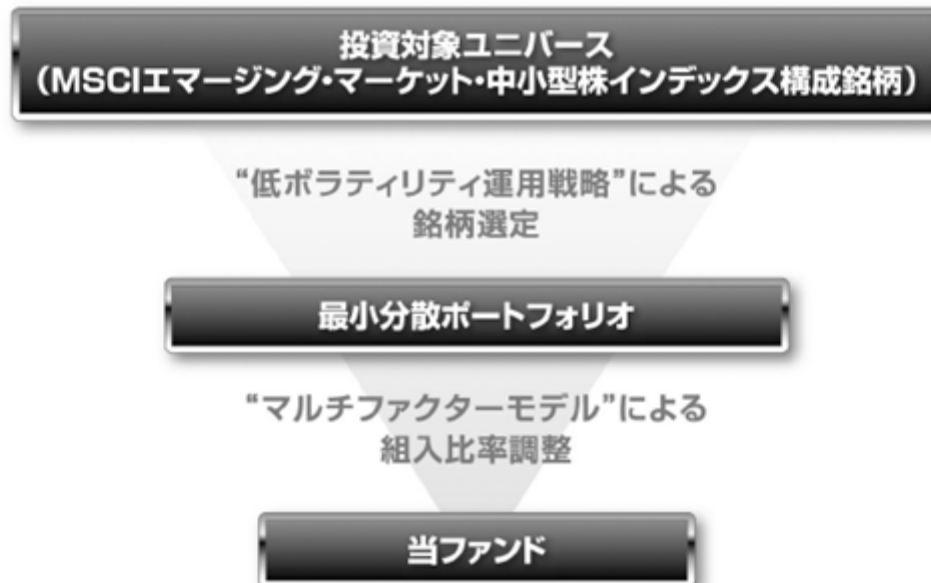 投資対象ユニバース
（MSCIエマージング・マーケット・中小型株インデックス構成銘柄）
“低ボラティリティ運用戦略”による
銘柄選定
最小分散ポートフォリオ
“マルチファクターモデル”による
組入比率調整
当ファンド